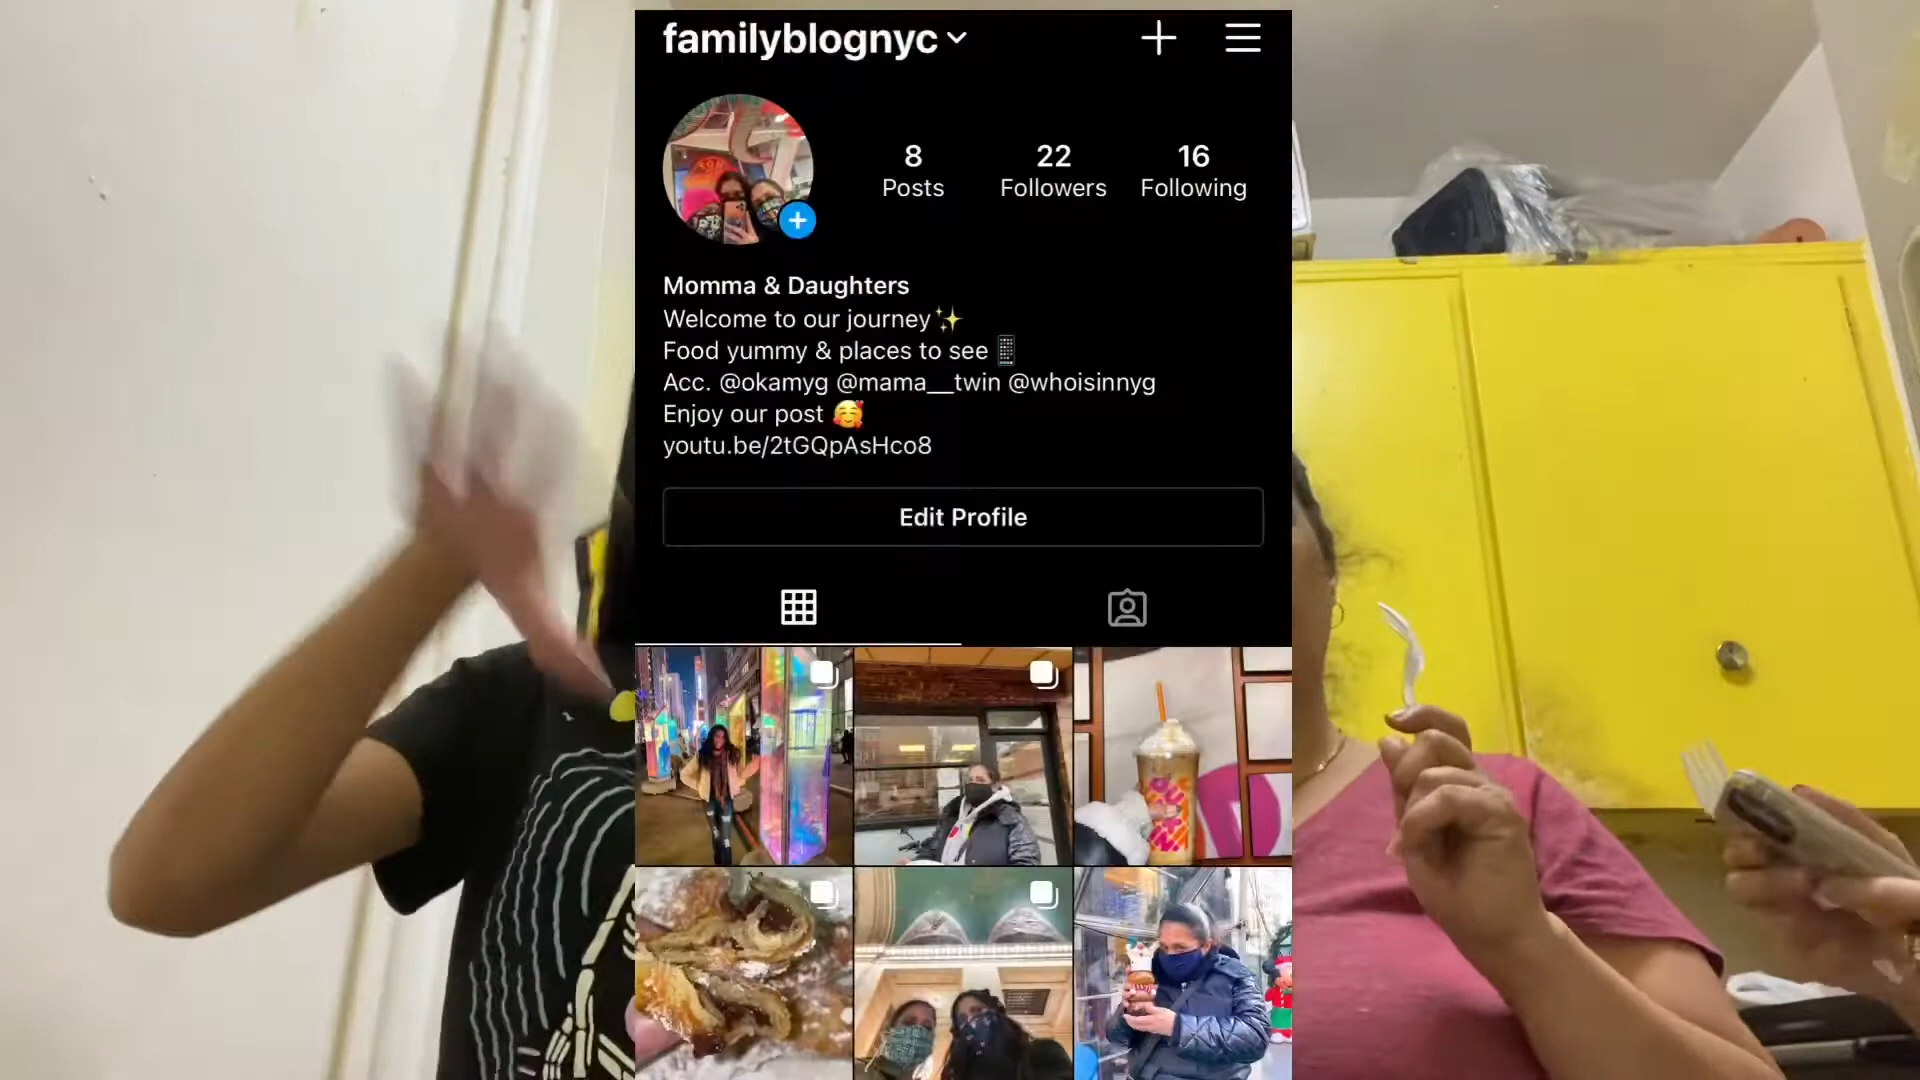 familyblognyc
8 22 16
Posts Followers Following
Momma & Daughters
Welcome to our journey✨
Food yummy & places to see📱
Acc. @okamyg @mama__twin @whoisinnyg
Enjoy our post 🥰
youtu.be/2tGQpAsHco8
Edit Profile